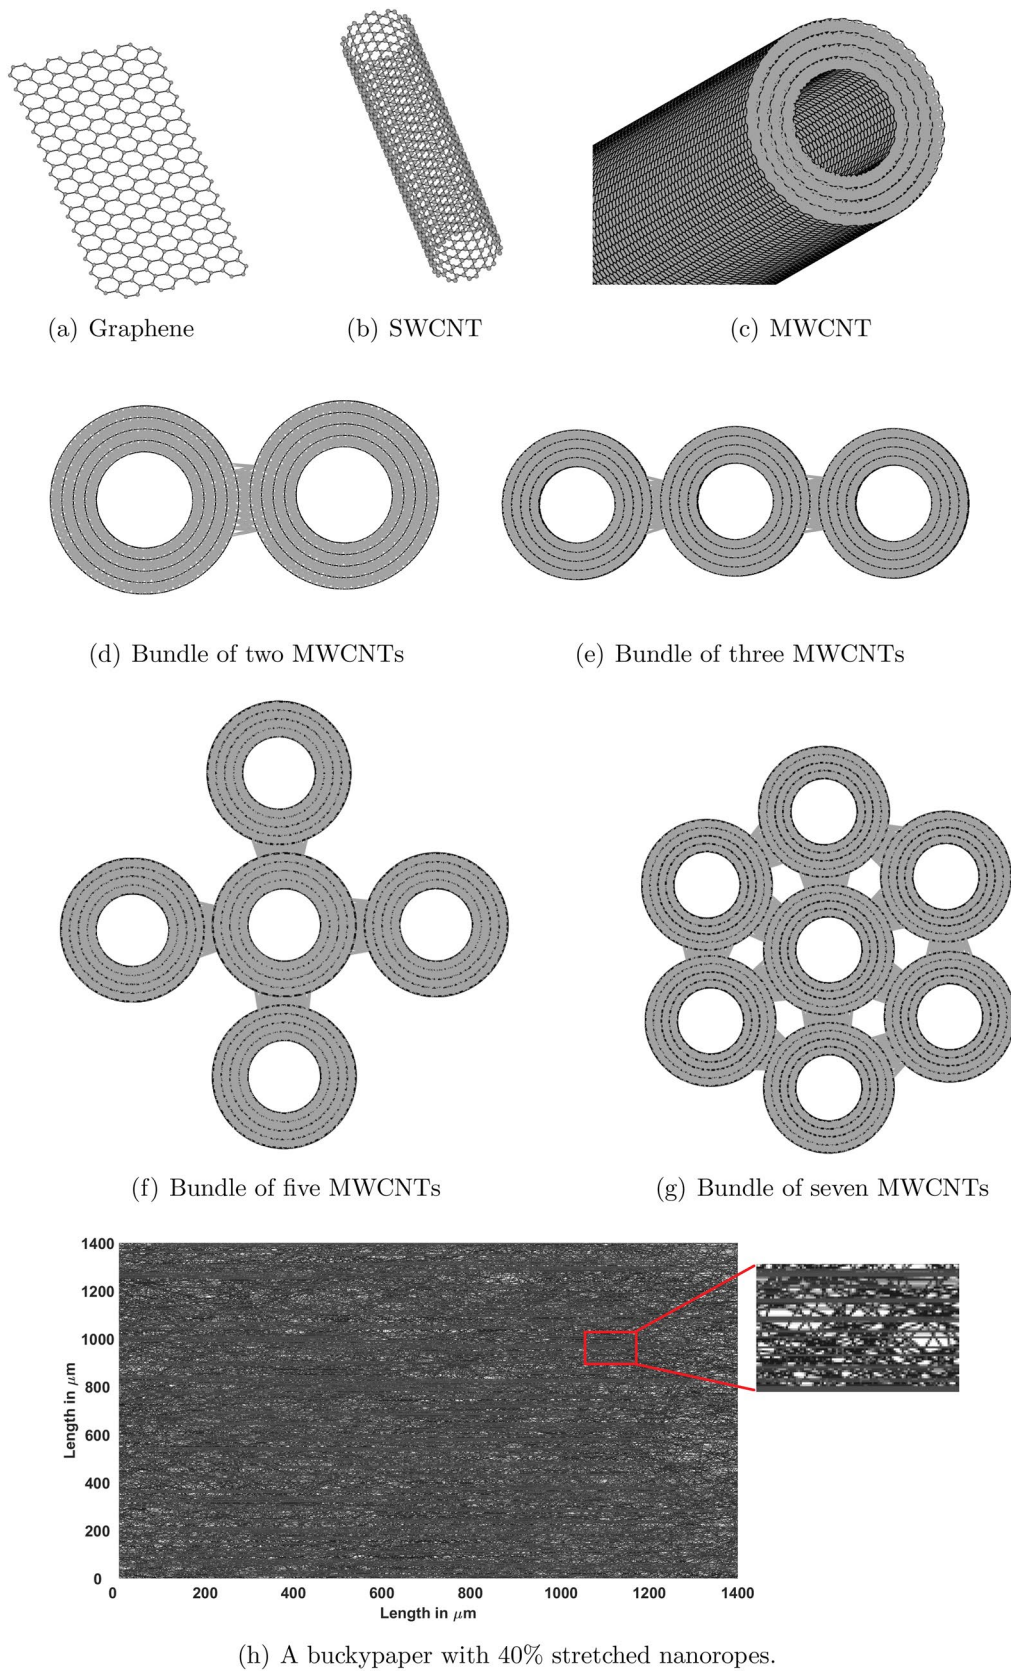 (a) Graphene
(b) SWCNT
(c) MWCNT
(d) Bundle of two MWCNTs
(e) Bundle of three MWCNTs
(f) Bundle of five MWCNTs
(g) Bundle of seven MWCNTs
1400
1200
1000
800
600
400
200
0
Length in μm
0 200 400 600 800 1000 1200 1400
Length in μm
(h) A buckypaper with 40% stretched nanoropes.